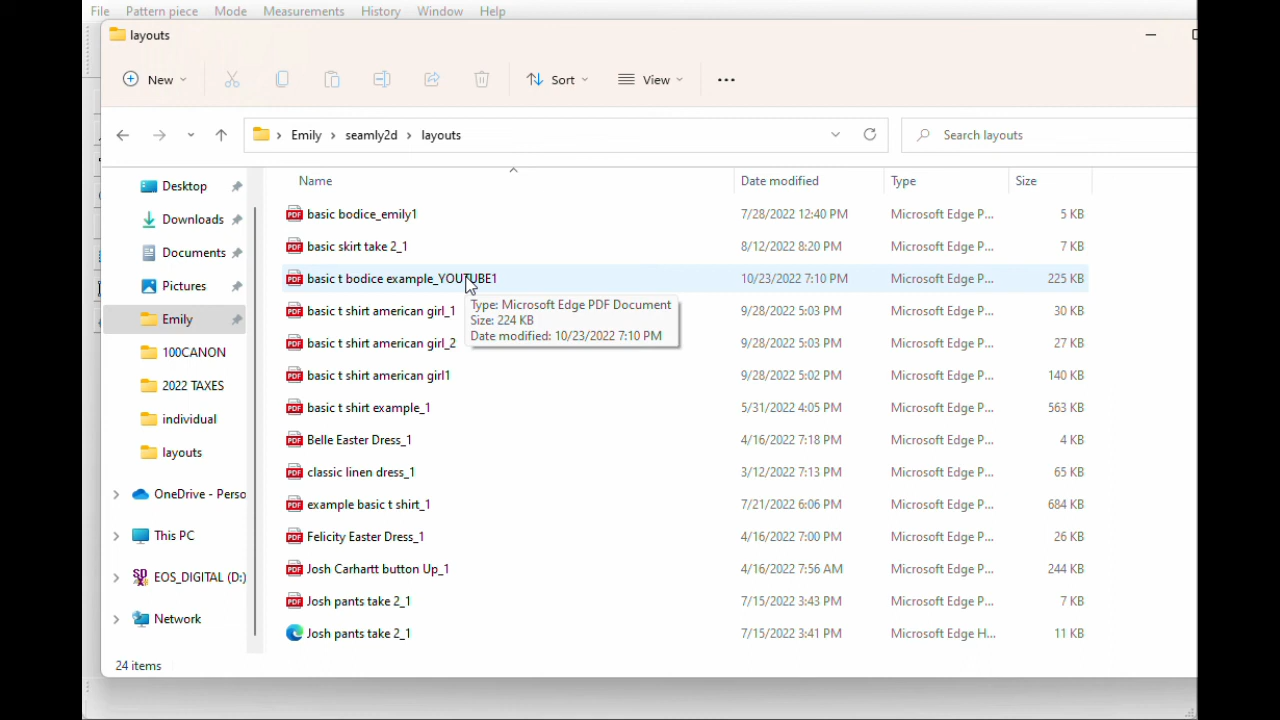 File Pattern piece Mode Measurements History Window Help
layouts
New Sort View
Emily seamly2d layouts Search layouts
Name Date modified Type Size
Desktop
Downloads
Documents
Pictures
Emily
100CANON
2022 TAXES
individual
layouts
OneDrive - Perso
This PC
EOS_DIGITAL (D:)
Network
basic bodice_emily1 7/28/2022 12:40 PM Microsoft Edge P... 5 KB
basic skirt take 2_1 8/12/2022 8:20 PM Microsoft Edge P... 7 KB
basic t bodice example_YOUTUBE1 10/23/2022 7:10 PM Microsoft Edge P... 225 KB
basic t shirt american girl_1 9/28/2022 5:03 PM Microsoft Edge P... 30 KB
basic t shirt american girl_2 9/28/2022 5:03 PM Microsoft Edge P... 27 KB
basic t shirt american girl1 9/28/2022 5:02 PM Microsoft Edge P... 140 KB
basic t shirt example_1 5/31/2022 4:05 PM Microsoft Edge P... 563 KB
Belle Easter Dress_1 4/16/2022 7:18 PM Microsoft Edge P... 4 KB
classic linen dress_1 3/12/2022 7:13 PM Microsoft Edge P... 65 KB
example basic t shirt_1 7/21/2022 6:06 PM Microsoft Edge P... 684 KB
Felicity Easter Dress_1 4/16/2022 7:00 PM Microsoft Edge P... 26 KB
Josh Carhartt button Up_1 4/16/2022 7:56 AM Microsoft Edge P... 244 KB
Josh pants take 2_1 7/15/2022 3:43 PM Microsoft Edge P... 7 KB
Josh pants take 2_1 7/15/2022 3:41 PM Microsoft Edge H... 11 KB
Type: Microsoft Edge PDF Document
Size: 224 KB
Date modified: 10/23/2022 7:10 PM
24 items